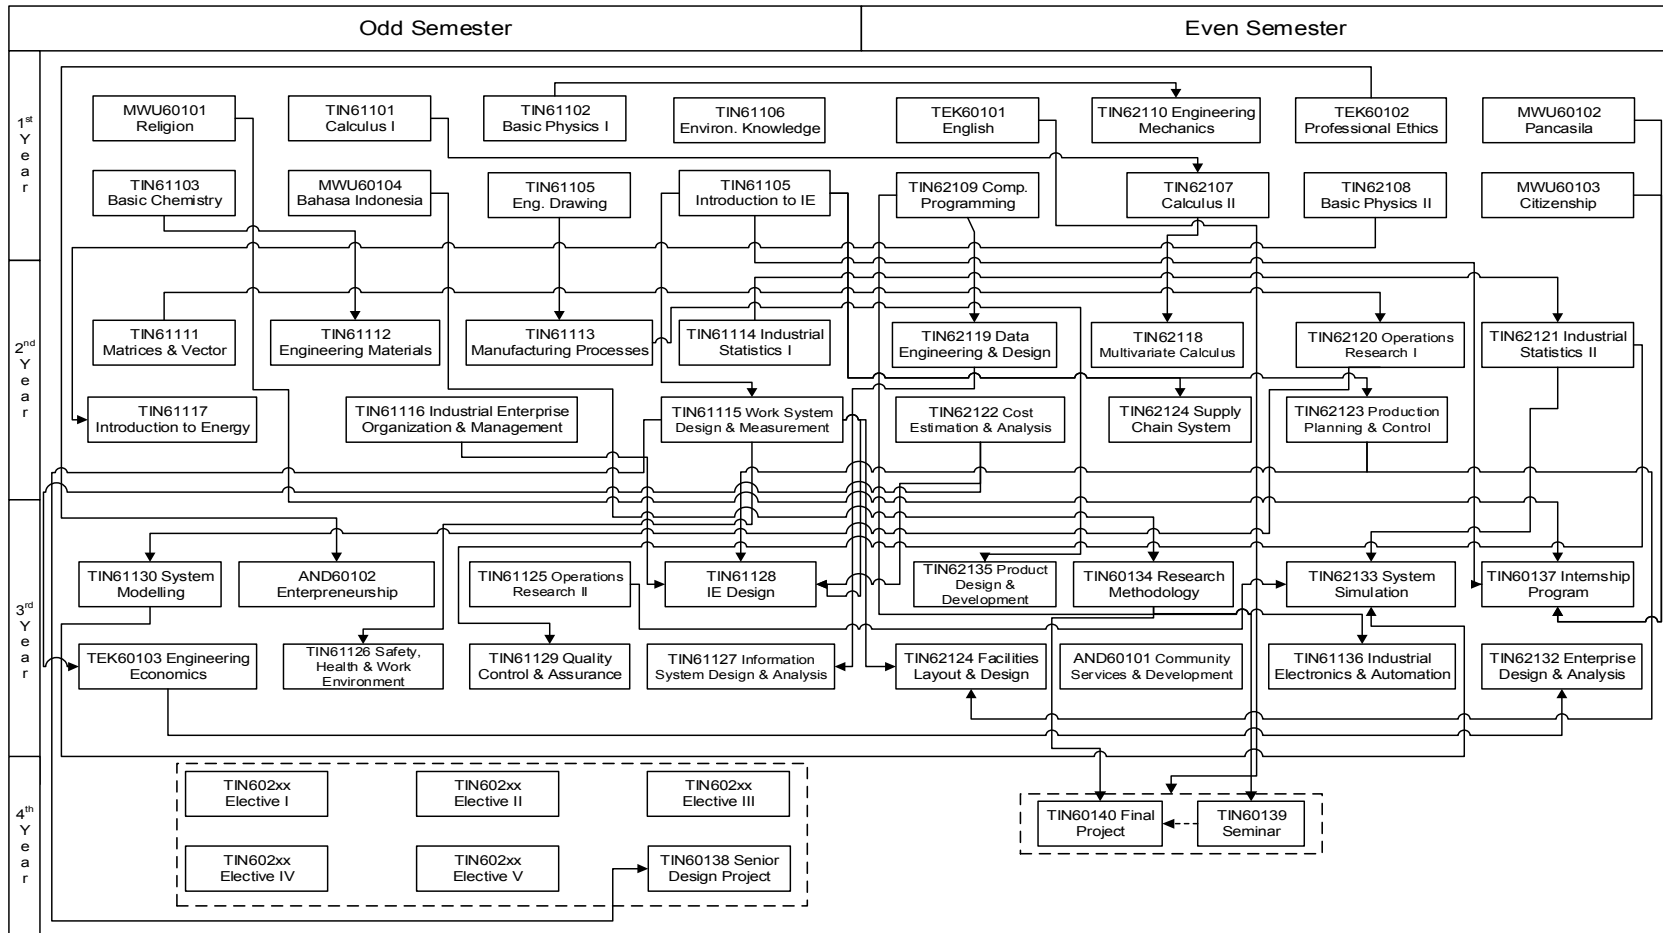 Odd Semester
Even Semester
1st
Year
MWU60101
Religion
TIN61101
Calculus I
TIN61102
Basic Physics I
TIN61106
Environ. Knowledge
TEK60101
English
TIN62110 Engineering
Mechanics
TEK60102
Professional Ethics
MWU60102
Pancasila
TIN61103
Basic Chemistry
MWU60104
Bahasa Indonesia
TIN61105
Eng. Drawing
TIN61105
Introduction to IE
TIN62109 Comp.
Programming
TIN62107
Calculus II
TIN62108
Basic Physics II
MWU60103
Citizenship
2nd
Year
TIN61111
Matrices & Vector
TIN61112
Engineering Materials
TIN61113
Manufacturing Processes
TIN61114 Industrial
Statistics I
TIN62119 Data
Engineering & Design
TIN62118
Multivariate Calculus
TIN62120 Operations
Research I
TIN62121 Industrial
Statistics II
TIN61117
Introduction to Energy
TIN61116 Industrial Enterprise
Organization & Management
TIN61115 Work System
Design & Measurement
TIN62122 Cost
Estimation & Analysis
TIN62124 Supply
Chain System
TIN62123 Production
Planning & Control
3rd
Year
TIN61130 System
Modelling
AND60102
Enterpreneurship
TIN61125 Operations
Research II
TIN61128
IE Design
TIN62135 Product
Design &
Development
TIN60134 Research
Methodology
TIN62133 System
Simulation
TIN60137 Internship
Program
TEK60103 Engineering
Economics
TIN61126 Safety,
Health & Work
Environment
TIN61129 Quality
Control & Assurance
TIN61127 Information
System Design & Analysis
TIN62124 Facilities
Layout & Design
AND60101 Community
Services & Development
TIN61136 Industrial
Electronics & Automation
TIN62132 Enterprise
Design & Analysis
4th
Year
TIN602xx
Elective I
TIN602xx
Elective II
TIN602xx
Elective III
TIN60140 Final
Project
TIN60139
Seminar
TIN602xx
Elective IV
TIN602xx
Elective V
TIN60138 Senior
Design Project